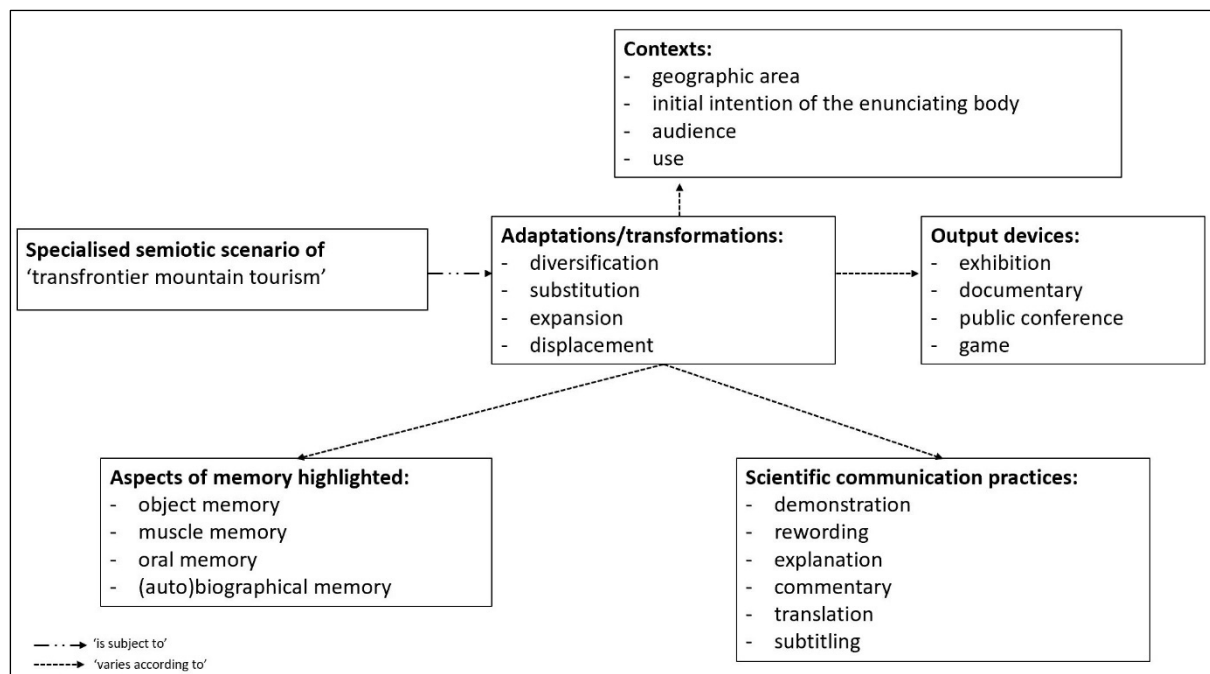 Contexts:
- geographic area
- initial intention of the enunciating body
- audience
- use
Specialised semiotic scenario of
‘transfrontier mountain tourism’
Adaptations/transformations:
- diversification
- substitution
- expansion
- displacement
Output devices:
- exhibition
- documentary
- public conference
- game
Aspects of memory highlighted:
- object memory
- muscle memory
- oral memory
- (auto)biographical memory
Scientific communication practices:
- demonstration
- rewording
- explanation
- commentary
- translation
- subtitling
‘is subject to’
‘varies according to’